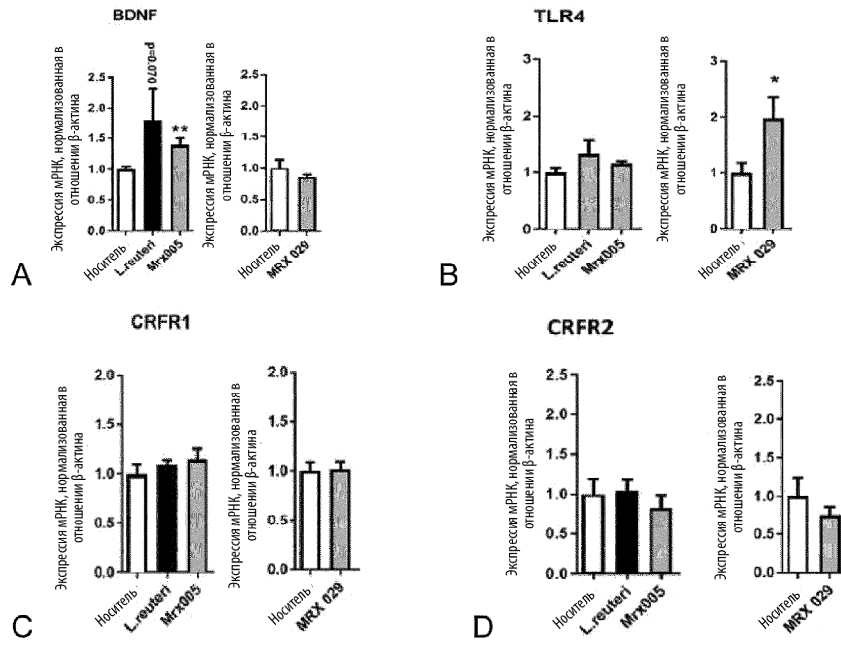 BDNF
Экспрессия мРНК, нормализованная в
отношении β-актина
2.5
2.0
1.5
1.0
0.5
0.0
p=0.070
**
Носитель
L.reuteri
Mrx005
Экспрессия мРНК, нормализованная в
отношении β-актина
2.5
2.0
1.5
1.0
0.5
0.0
Носитель
MRX 029
A
TLR4
Экспрессия мРНК, нормализованная в
отношении β-актина
3
2
1
0
Носитель
L.reuteri
Mrx005
Экспрессия мРНК, нормализованная в
отношении β-актина
3
2
1
0
*
Носитель
MRX 029
B
CRFR1
Экспрессия мРНК, нормализованная в
отношении β-актина
2.0
1.5
1.0
0.5
0.0
Носитель
L.reuteri
Mrx005
Экспрессия мРНК, нормализованная в
отношении β-актина
2.0
1.5
1.0
0.5
0.0
Носитель
MRX 029
C
CRFR2
Экспрессия мРНК, нормализованная в
отношении β-актина
2.5
2.0
1.5
1.0
0.5
0.0
Носитель
L.reuteri
Mrx005
Экспрессия мРНК, нормализованная в
отношении β-актина
2.5
2.0
1.5
1.0
0.5
0.0
Носитель
MRX 029
D